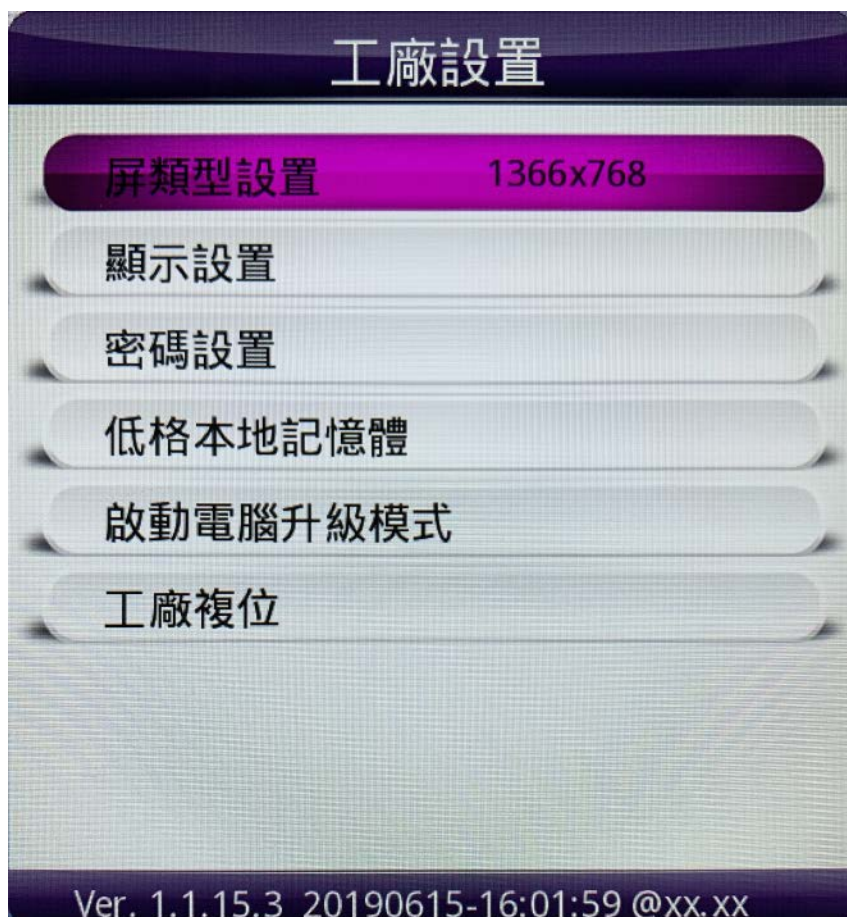 工廠設置
屏類型設置 1366x768
顯示設置
密碼設置
低格本地記憶體
啟動電腦升級模式
工廠複位
Ver. 1.1.15.3 20190615-16:01:59 @xx.xx